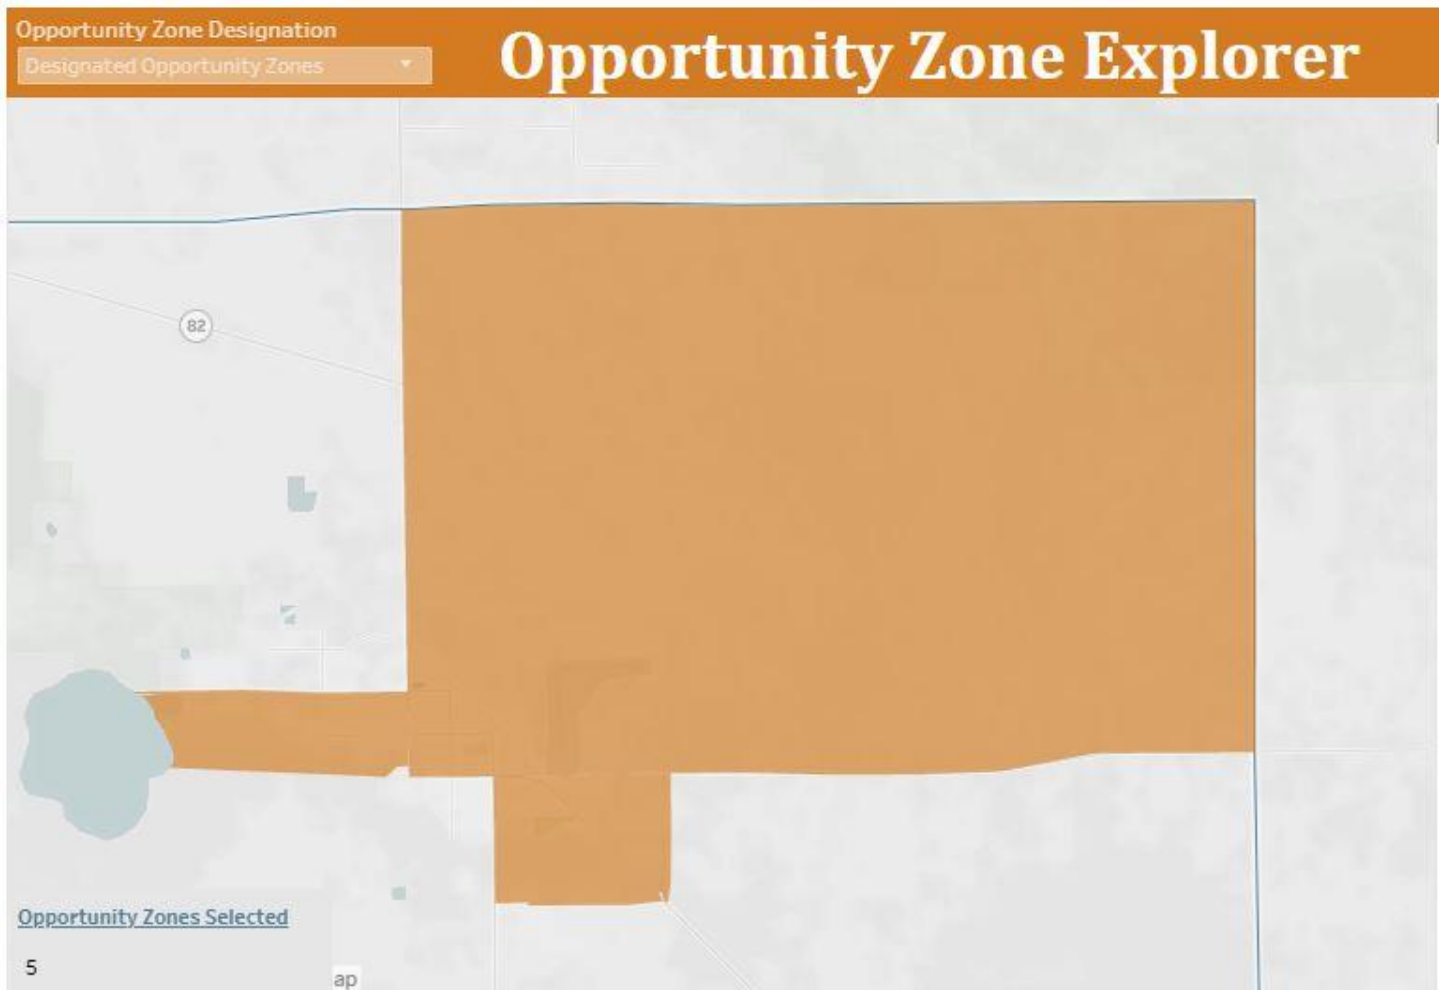 Opportunity Zone Designation
Designated Opportunity Zones
Opportunity Zone Explorer
82
Opportunity Zones Selected
5
ap